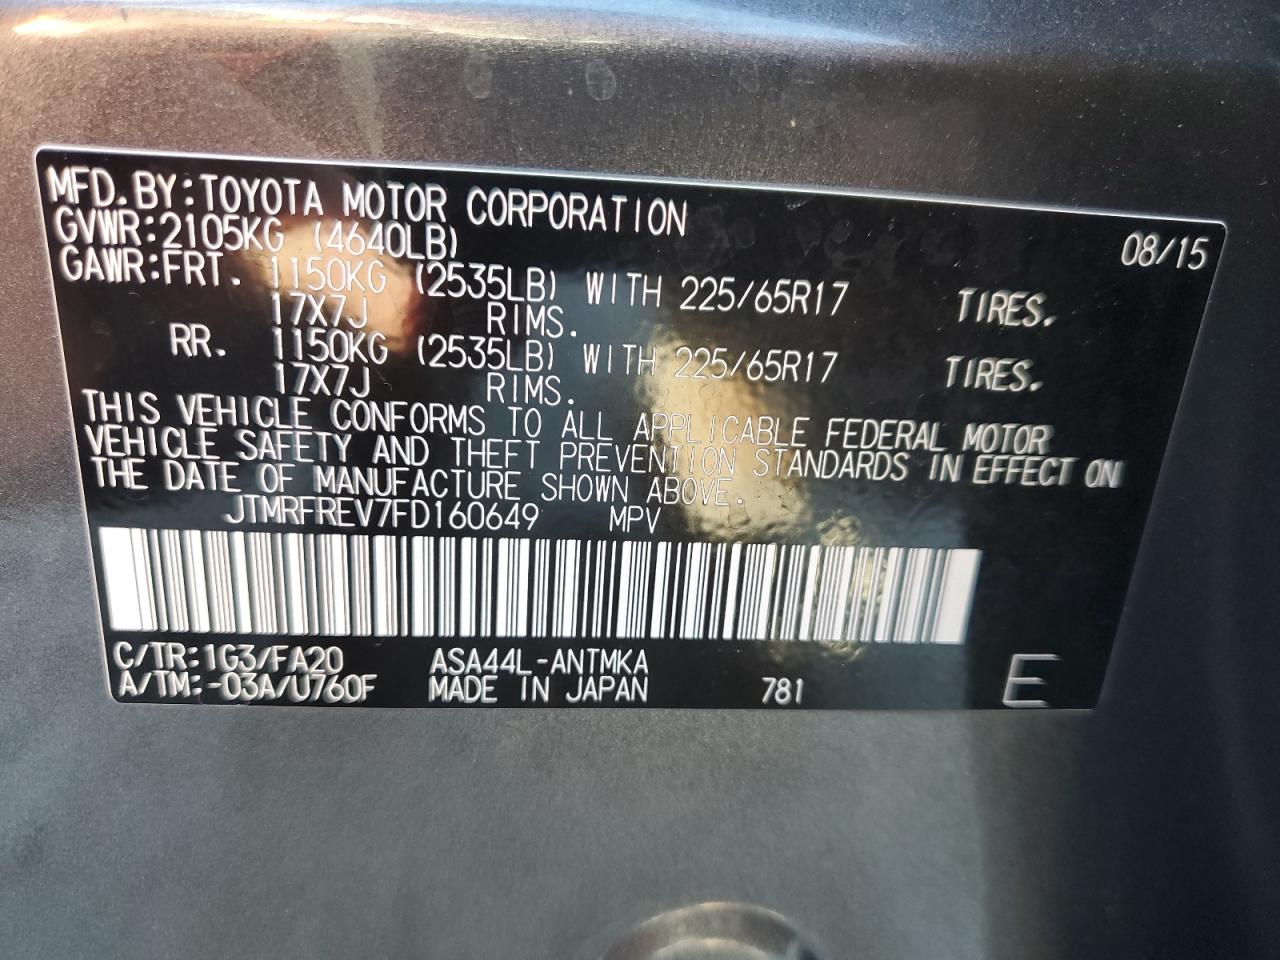 MFD.BY:TOYOTA MOTOR CORPORATION 08/15
GVWR:2105KG (4640LB)
GAWR:FRT. 1150KG (2535LB) WITH 225/65R17 TIRES.
17X7J RIMS.
RR. 1150KG (2535LB) WITH 225/65R17 TIRES.
17X7J RIMS.
THIS VEHICLE CONFORMS TO ALL APPLICABLE FEDERAL MOTOR
VEHICLE SAFETY AND THEFT PREVENTION STANDARDS IN EFFECT ON
THE DATE OF MANUFACTURE SHOWN ABOVE.
JTMRFREV7FD160649 MPV
C/TR:1G3/FA20 ASA44L-ANTMKA
A/TM:-03A/U760F MADE IN JAPAN 781 E